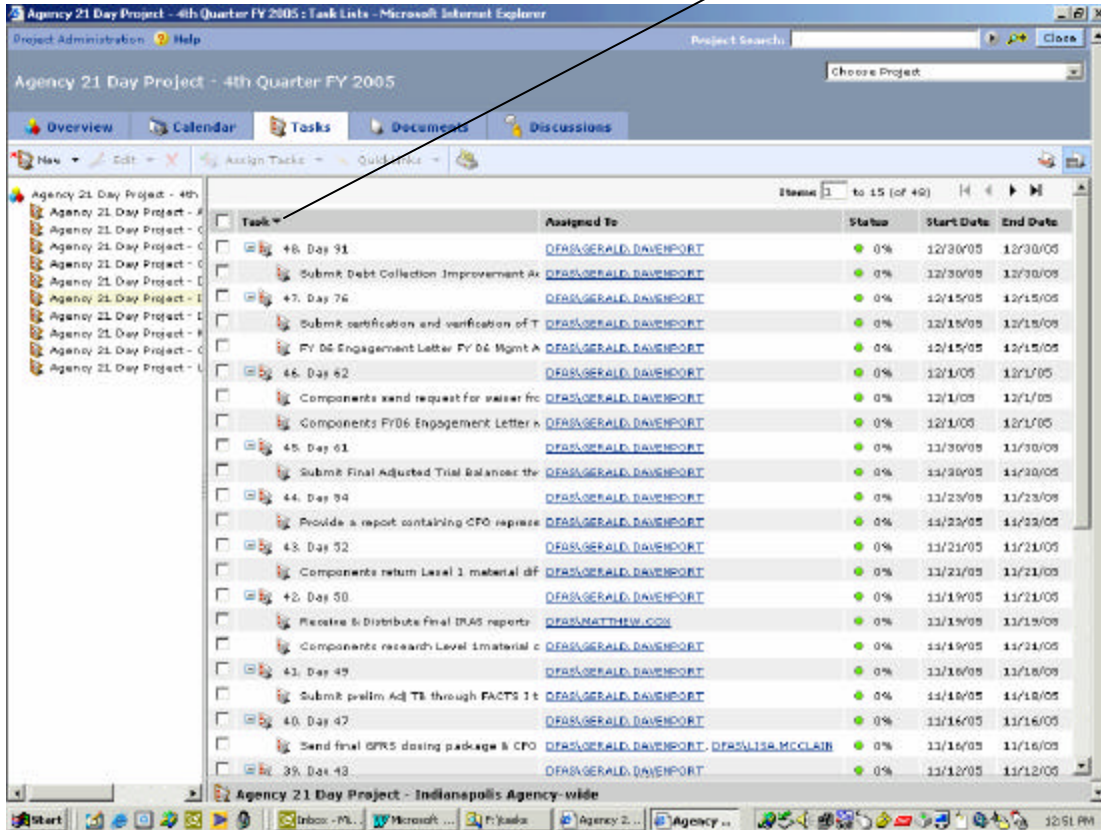 Agency 21 Day Project - 4th Quarter FY 2005 : Task Lists - Microsoft Internet Explorer
Project Administration Help Project Search: Close
Agency 21 Day Project - 4th Quarter FY 2005 Choose Project
Overview Calendar Tasks Documents Discussions
New Edit Assign Tasks QuickLinks
Items 1 to 15 (of 48)
Agency 21 Day Project - 4th
Agency 21 Day Project - A
Agency 21 Day Project - C
Agency 21 Day Project - C
Agency 21 Day Project -
Agency 21 Day Project -
Agency 21 Day Project - I
Agency 21 Day Project -
Agency 21 Day Project -
Agency 21 Day Project -
Agency 21 Day Project - L
Task Assigned To Status Start Date End Date
48. Day 91 DFAS\GERALD.DAVENPORT 0% 12/30/05 12/30/05
Submit Debt Collection Improvement Ac DFAS\GERALD.DAVENPORT 0% 12/30/05 12/30/05
47. Day 76 DFAS\GERALD.DAVENPORT 0% 12/15/05 12/15/05
Submit certification and verification of T DFAS\GERALD.DAVENPORT 0% 12/15/05 12/15/05
FY 06 Engagement Letter FY 06 Mgmt A DFAS\GERALD.DAVENPORT 0% 12/15/05 12/15/05
46. Day 62 DFAS\GERALD.DAVENPORT 0% 12/1/05 12/1/05
Components send request for waiser frc DFAS\GERALD.DAVENPORT 0% 12/1/05 12/1/05
Components FY06 Engagement Letter DFAS\GERALD.DAVENPORT 0% 12/1/05 12/1/05
45. Day 61 DFAS\GERALD.DAVENPORT 0% 11/30/05 11/30/05
Submit Final Adjusted Trial Balances thr DFAS\GERALD.DAVENPORT 0% 11/30/05 11/30/05
44. Day 54 DFAS\GERALD.DAVENPORT 0% 11/23/05 11/23/05
Provide a report containing CFO represe DFAS\GERALD.DAVENPORT 0% 11/23/05 11/23/05
43. Day 52 DFAS\GERALD.DAVENPORT 0% 11/21/05 11/21/05
Components return Level 1 material dif DFAS\GERALD.DAVENPORT 0% 11/21/05 11/21/05
42. Day 50 DFAS\GERALD.DAVENPORT 0% 11/19/05 11/21/05
Receive & Distribute final IRAS reports DFAS\MATTHEW.COX 0% 11/19/05 11/19/05
Components research Level 1material c DFAS\GERALD.DAVENPORT 0% 11/19/05 11/21/05
41. Day 49 DFAS\GERALD.DAVENPORT 0% 11/18/05 11/18/05
Submit prelim Adj TB through FACTS I t DFAS\GERALD.DAVENPORT 0% 11/18/05 11/18/05
40. Day 47 DFAS\GERALD.DAVENPORT 0% 11/16/05 11/16/05
Send final GFRS closing package & CFO DFAS\GERALD.DAVENPORT, DFAS\LISA.MCCLAIN 0% 11/16/05 11/16/05
39. Day 43 DFAS\GERALD.DAVENPORT 0% 11/12/05 11/12/05
Agency 21 Day Project - Indianapolis Agency-wide
Start Inbox - Mi... Microsoft ... F:\tasks Agency 2... Agency ... 12:51 PM